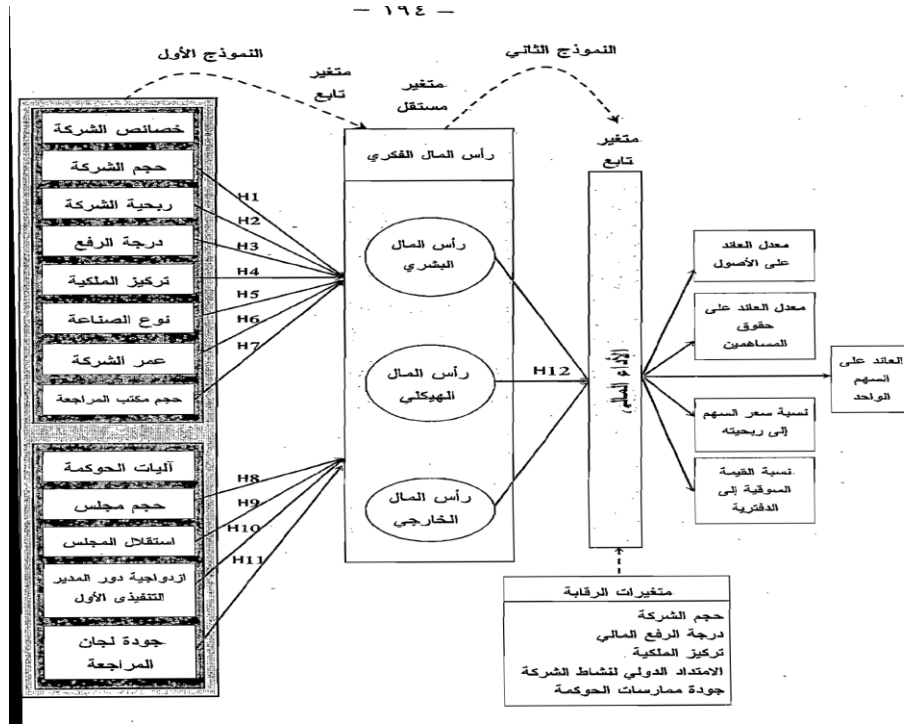 — ١٩٤ —
النموذج الأول
النموذج الثاني
متغير
تابع
متغير
مستقل
متغير
تابع
خصائص الشركة
حجم الشركة
ربحية الشركة
درجة الرفع
تركيز الملكية
نوع الصناعة
عمر الشركة
حجم مكتب المراجعة
H1
H2
H3
H4
H5
H6
H7
آليات الحوكمة
حجم مجلس
استقلال المجلس
ازدواجية دور المدير
التنفيذى الأول
جودة لجان
المراجعة
H8
H9
H10
H11
رأس المال الفكري
رأس المال
البشري
رأس المال
الهيكلي
رأس المال
الخارجي
H12
الأداء المالي
معدل العائد
على الأصول
معدل العائد على
حقوق
المساهمين
العائد على
السهم
الواحد
نسبة سعر السهم
إلى ربحيته
نسبة القيمة
السوقية إلى
الدفترية
متغيرات الرقابة
حجم الشركة
درجة الرفع المالي
تركيز الملكية
الامتداد الدولي لنشاط الشركة
جودة ممارسات الحوكمة